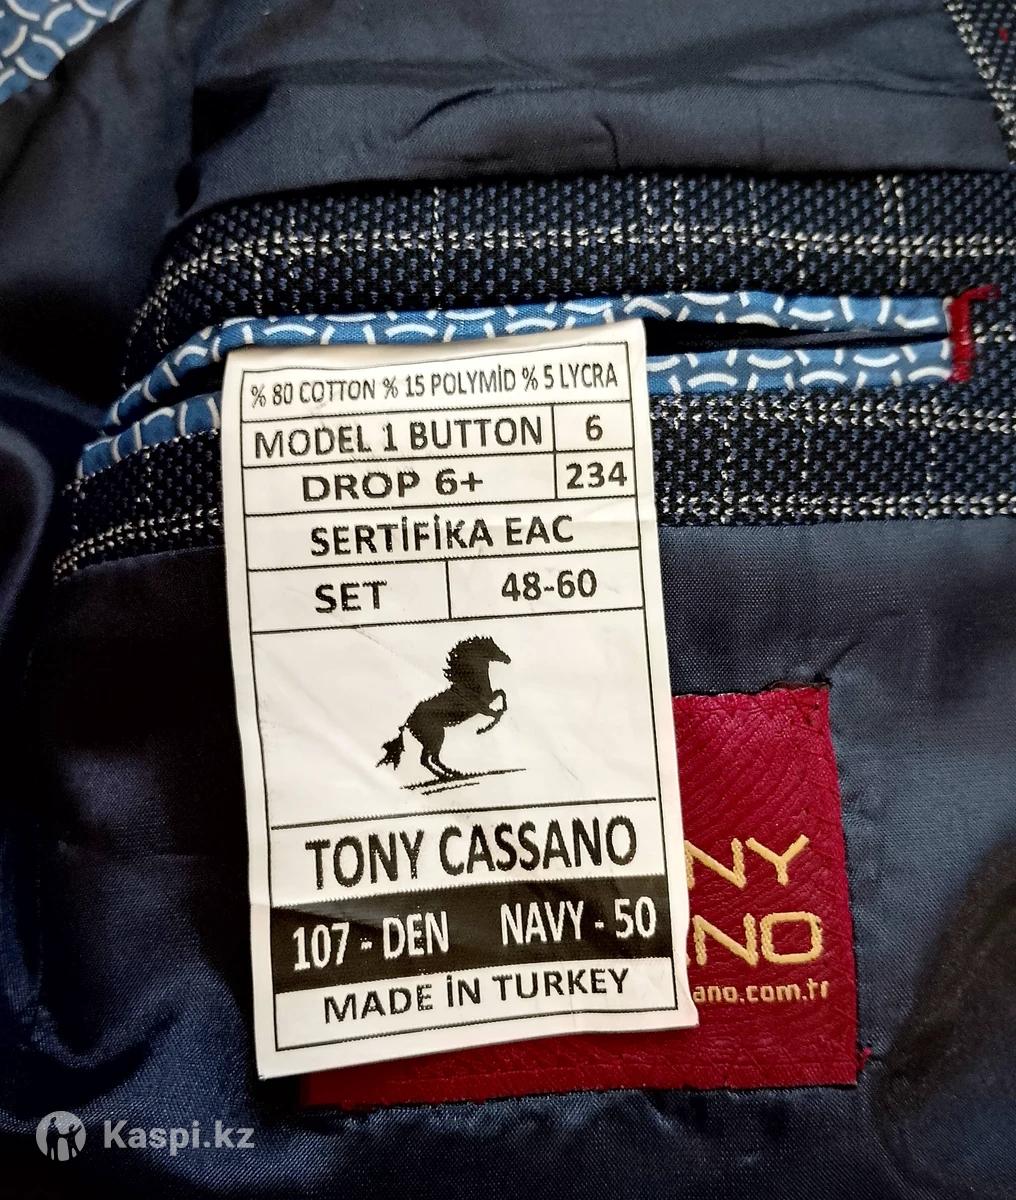 % 80 COTTON % 15 POLYMİD % 5 LYCRA
MODEL 1 BUTTON 6
DROP 6+ 234
SERTİFİKA EAC
SET 48-60
TONY CASSANO
107 - DEN NAVY - 50
MADE İN TURKEY
NY
NO
ano.com.tr
Kaspi.kz